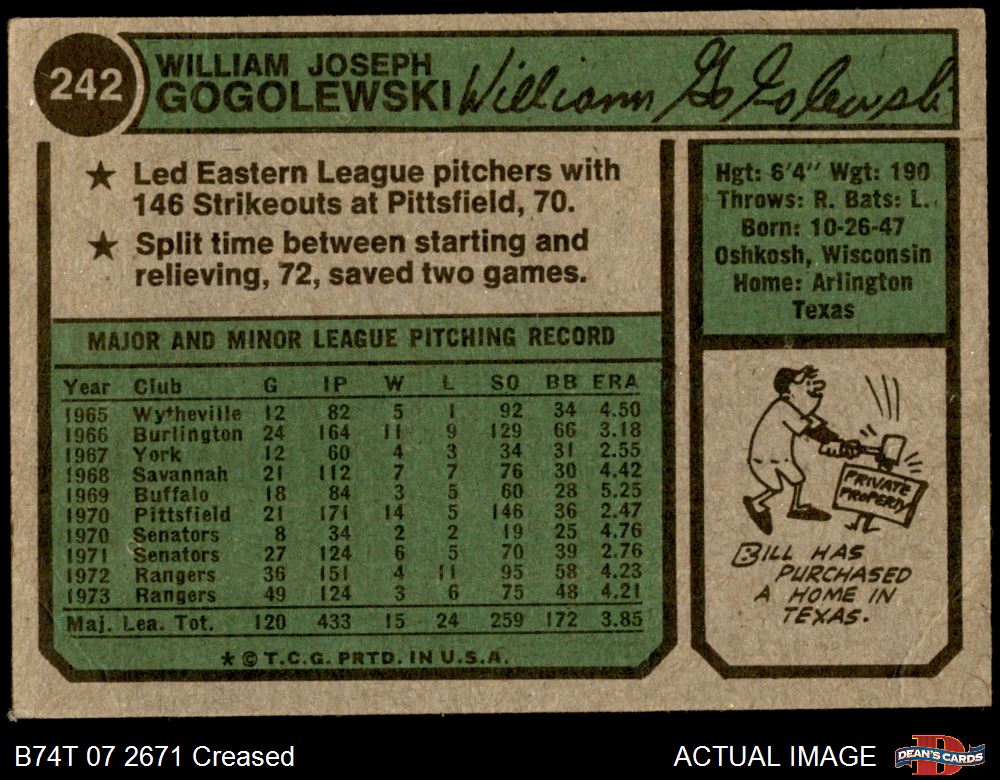 242
WILLIAM JOSEPH
GOGOLEWSKI
William GoGolewski
★ Led Eastern League pitchers with
146 Strikeouts at Pittsfield, 70.
★ Split time between starting and
relieving, 72, saved two games.
MAJOR AND MINOR LEAGUE PITCHING RECORD
Year Club G IP W L SO BB ERA
1965 Wytheville 12 82 5 1 92 34 4.50
1966 Burlington 24 164 11 9 129 66 3.18
1967 York 12 60 4 3 34 31 2.55
1968 Savannah 21 112 7 7 76 30 4.42
1969 Buffalo 18 84 3 5 60 28 5.25
1970 Pittsfield 21 171 14 5 146 36 2.47
1970 Senators 8 34 2 2 19 25 4.76
1971 Senators 27 124 6 5 70 39 2.76
1972 Rangers 36 151 4 11 95 58 4.23
1973 Rangers 49 124 3 6 75 48 4.21
Maj. Lea. Tot. 120 433 15 24 259 172 3.85
★ © T.C.G. PRTD. IN U.S.A.
Hgt: 6'4" Wgt: 190
Throws: R. Bats: L.
Born: 10-26-47
Oshkosh, Wisconsin
Home: Arlington
Texas
PRIVATE
PROPERTY
BILL HAS
PURCHASED
A HOME IN
TEXAS.
B74T 07 2671 Creased
ACTUAL IMAGE
DEAN'S CARDS